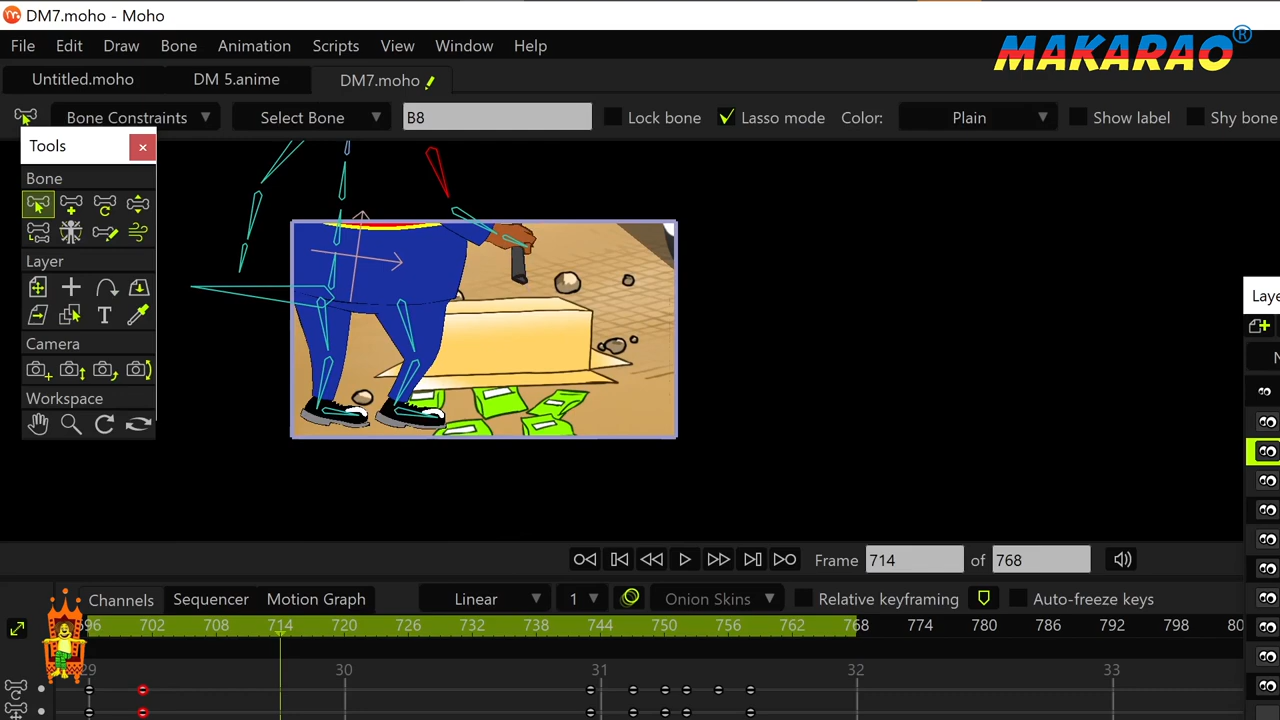 DM7.moho - Moho
File Edit Draw Bone Animation Scripts View Window Help
MAKARAO®
Untitled.moho DM 5.anime DM7.moho
Bone Constraints Select Bone B8 Lock bone Lasso mode Color: Plain Show label Shy bone
Tools
Bone
Layer
Camera
Workspace
Laye
N
Frame 714 of 768
Channels Sequencer Motion Graph Linear 1 Onion Skins Relative keyframing Auto-freeze keys
696 702 708 714 720 726 732 738 744 750 756 762 768 774 780 786 792 798 80
29 30 31 32 33